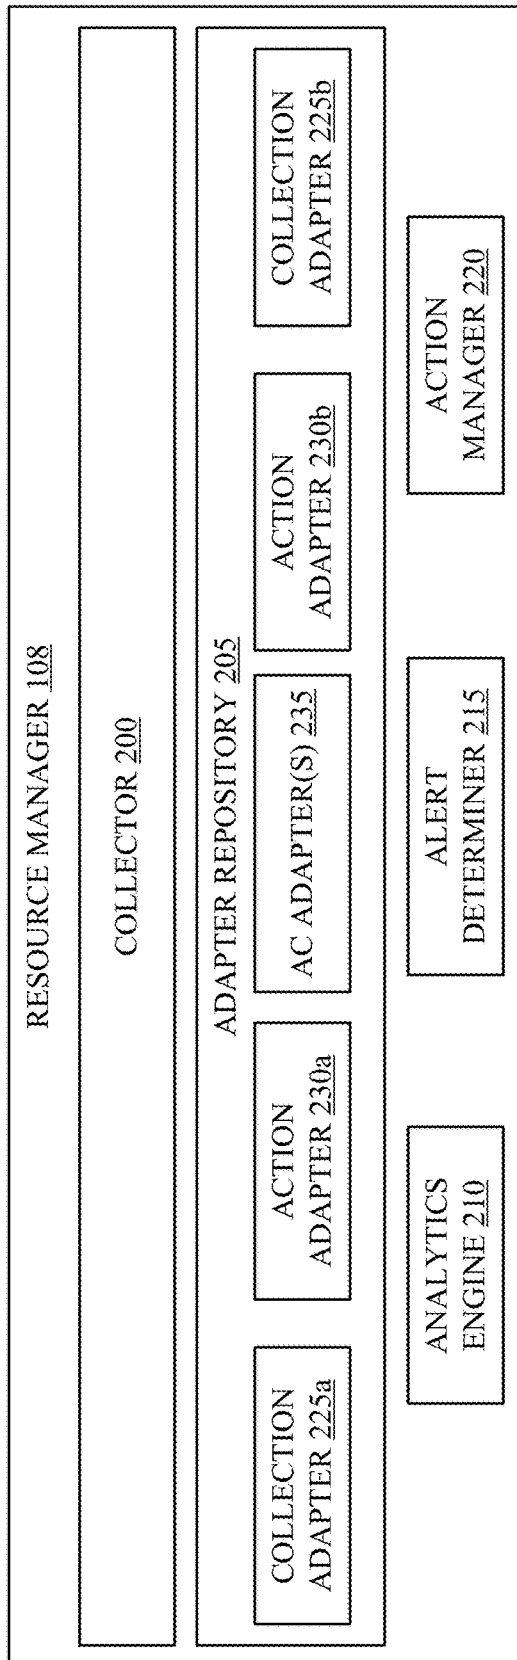 RESOURCE MANAGER 108
COLLECTOR 200
ADAPTER REPOSITORY 205
COLLECTION
ADAPTER 225a
ACTION
ADAPTER 230a
AC ADAPTER(S) 235
ACTION
ADAPTER 230b
COLLECTION
ADAPTER 225b
ANALYTICS
ENGINE 210
ALERT
DETERMINER 215
ACTION
MANAGER 220